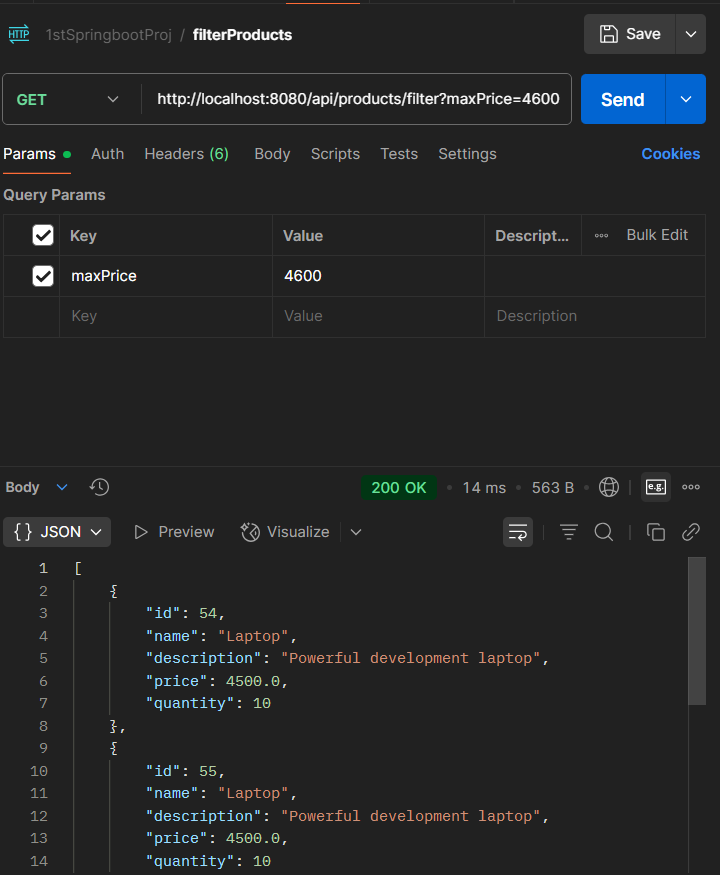 HTTP 1stSpringbootProj / filterProducts Save
GET http://localhost:8080/api/products/filter?maxPrice=4600 Send
Params Auth Headers (6) Body Scripts Tests Settings Cookies
Query Params
Key Value Descript... Bulk Edit
maxPrice 4600
Key Value Description
Body 200 OK 14 ms 563 B e.g.
{} JSON Preview Visualize
1 [
2 {
3 "id": 54,
4 "name": "Laptop",
5 "description": "Powerful development laptop",
6 "price": 4500.0,
7 "quantity": 10
8 },
9 {
10 "id": 55,
11 "name": "Laptop",
12 "description": "Powerful development laptop",
13 "price": 4500.0,
14 "quantity": 10